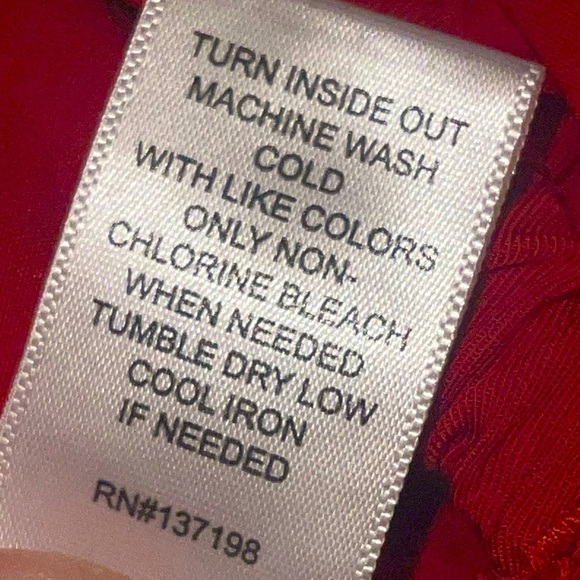 TURN INSIDE OUT
MACHINE WASH
COLD
WITH LIKE COLORS
ONLY NON-
CHLORINE BLEACH
WHEN NEEDED
TUMBLE DRY LOW
COOL IRON
IF NEEDED
RN#137198